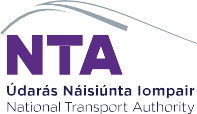 NTA
Údarás Náisiúnta Iompair
National Transport Authority